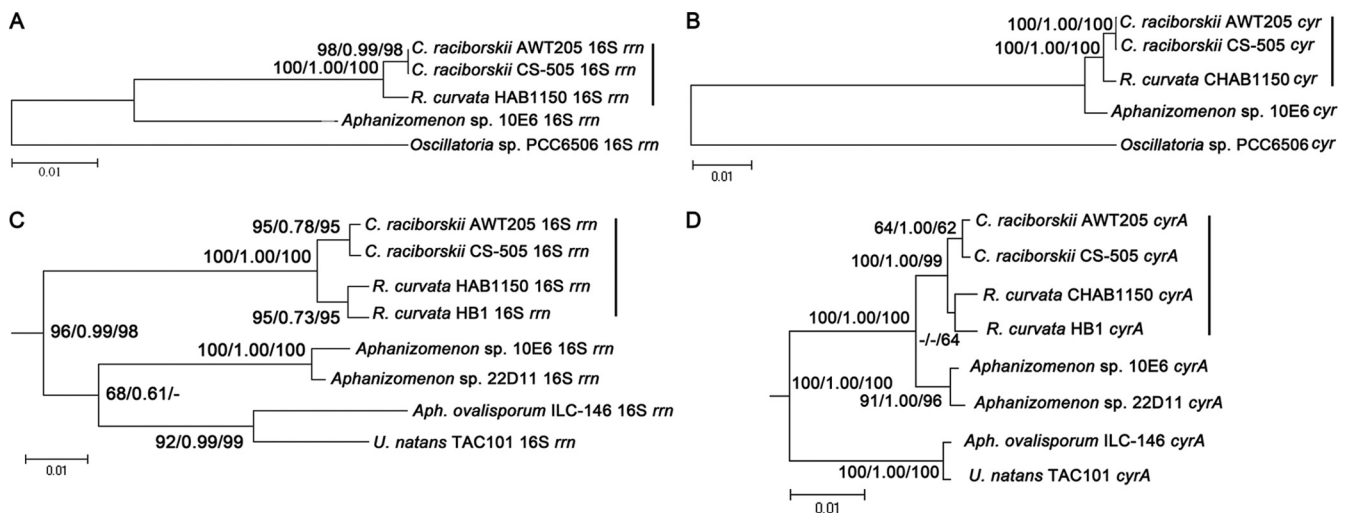 A
98/0.99/98
C. raciborskii AWT205 16S rrn
100/1.00/100
C. raciborskii CS-505 16S rrn
R. curvata HAB1150 16S rrn
Aphanizomenon sp. 10E6 16S rrn
Oscillatoria sp. PCC6506 16S rrn
0.01
B
100/1.00/100
C. raciborskii AWT205 cyr
100/1.00/100
C. raciborskii CS-505 cyr
R. curvata CHAB1150 cyr
Aphanizomenon sp. 10E6 cyr
Oscillatoria sp. PCC6506 cyr
0.01
C
95/0.78/95
C. raciborskii AWT205 16S rrn
100/1.00/100
C. raciborskii CS-505 16S rrn
R. curvata HAB1150 16S rrn
95/0.73/95
R. curvata HB1 16S rrn
96/0.99/98
100/1.00/100
Aphanizomenon sp. 10E6 16S rrn
Aphanizomenon sp. 22D11 16S rrn
68/0.61/-
Aph. ovalisporum ILC-146 16S rrn
92/0.99/99
U. natans TAC101 16S rrn
0.01
D
64/1.00/62
C. raciborskii AWT205 cyrA
100/1.00/99
C. raciborskii CS-505 cyrA
R. curvata CHAB1150 cyrA
100/1.00/100
R. curvata HB1 cyrA
-/-/64
Aphanizomenon sp. 10E6 cyrA
100/1.00/100
91/1.00/96
Aphanizomenon sp. 22D11 cyrA
Aph. ovalisporum ILC-146 cyrA
100/1.00/100
U. natans TAC101 cyrA
0.01